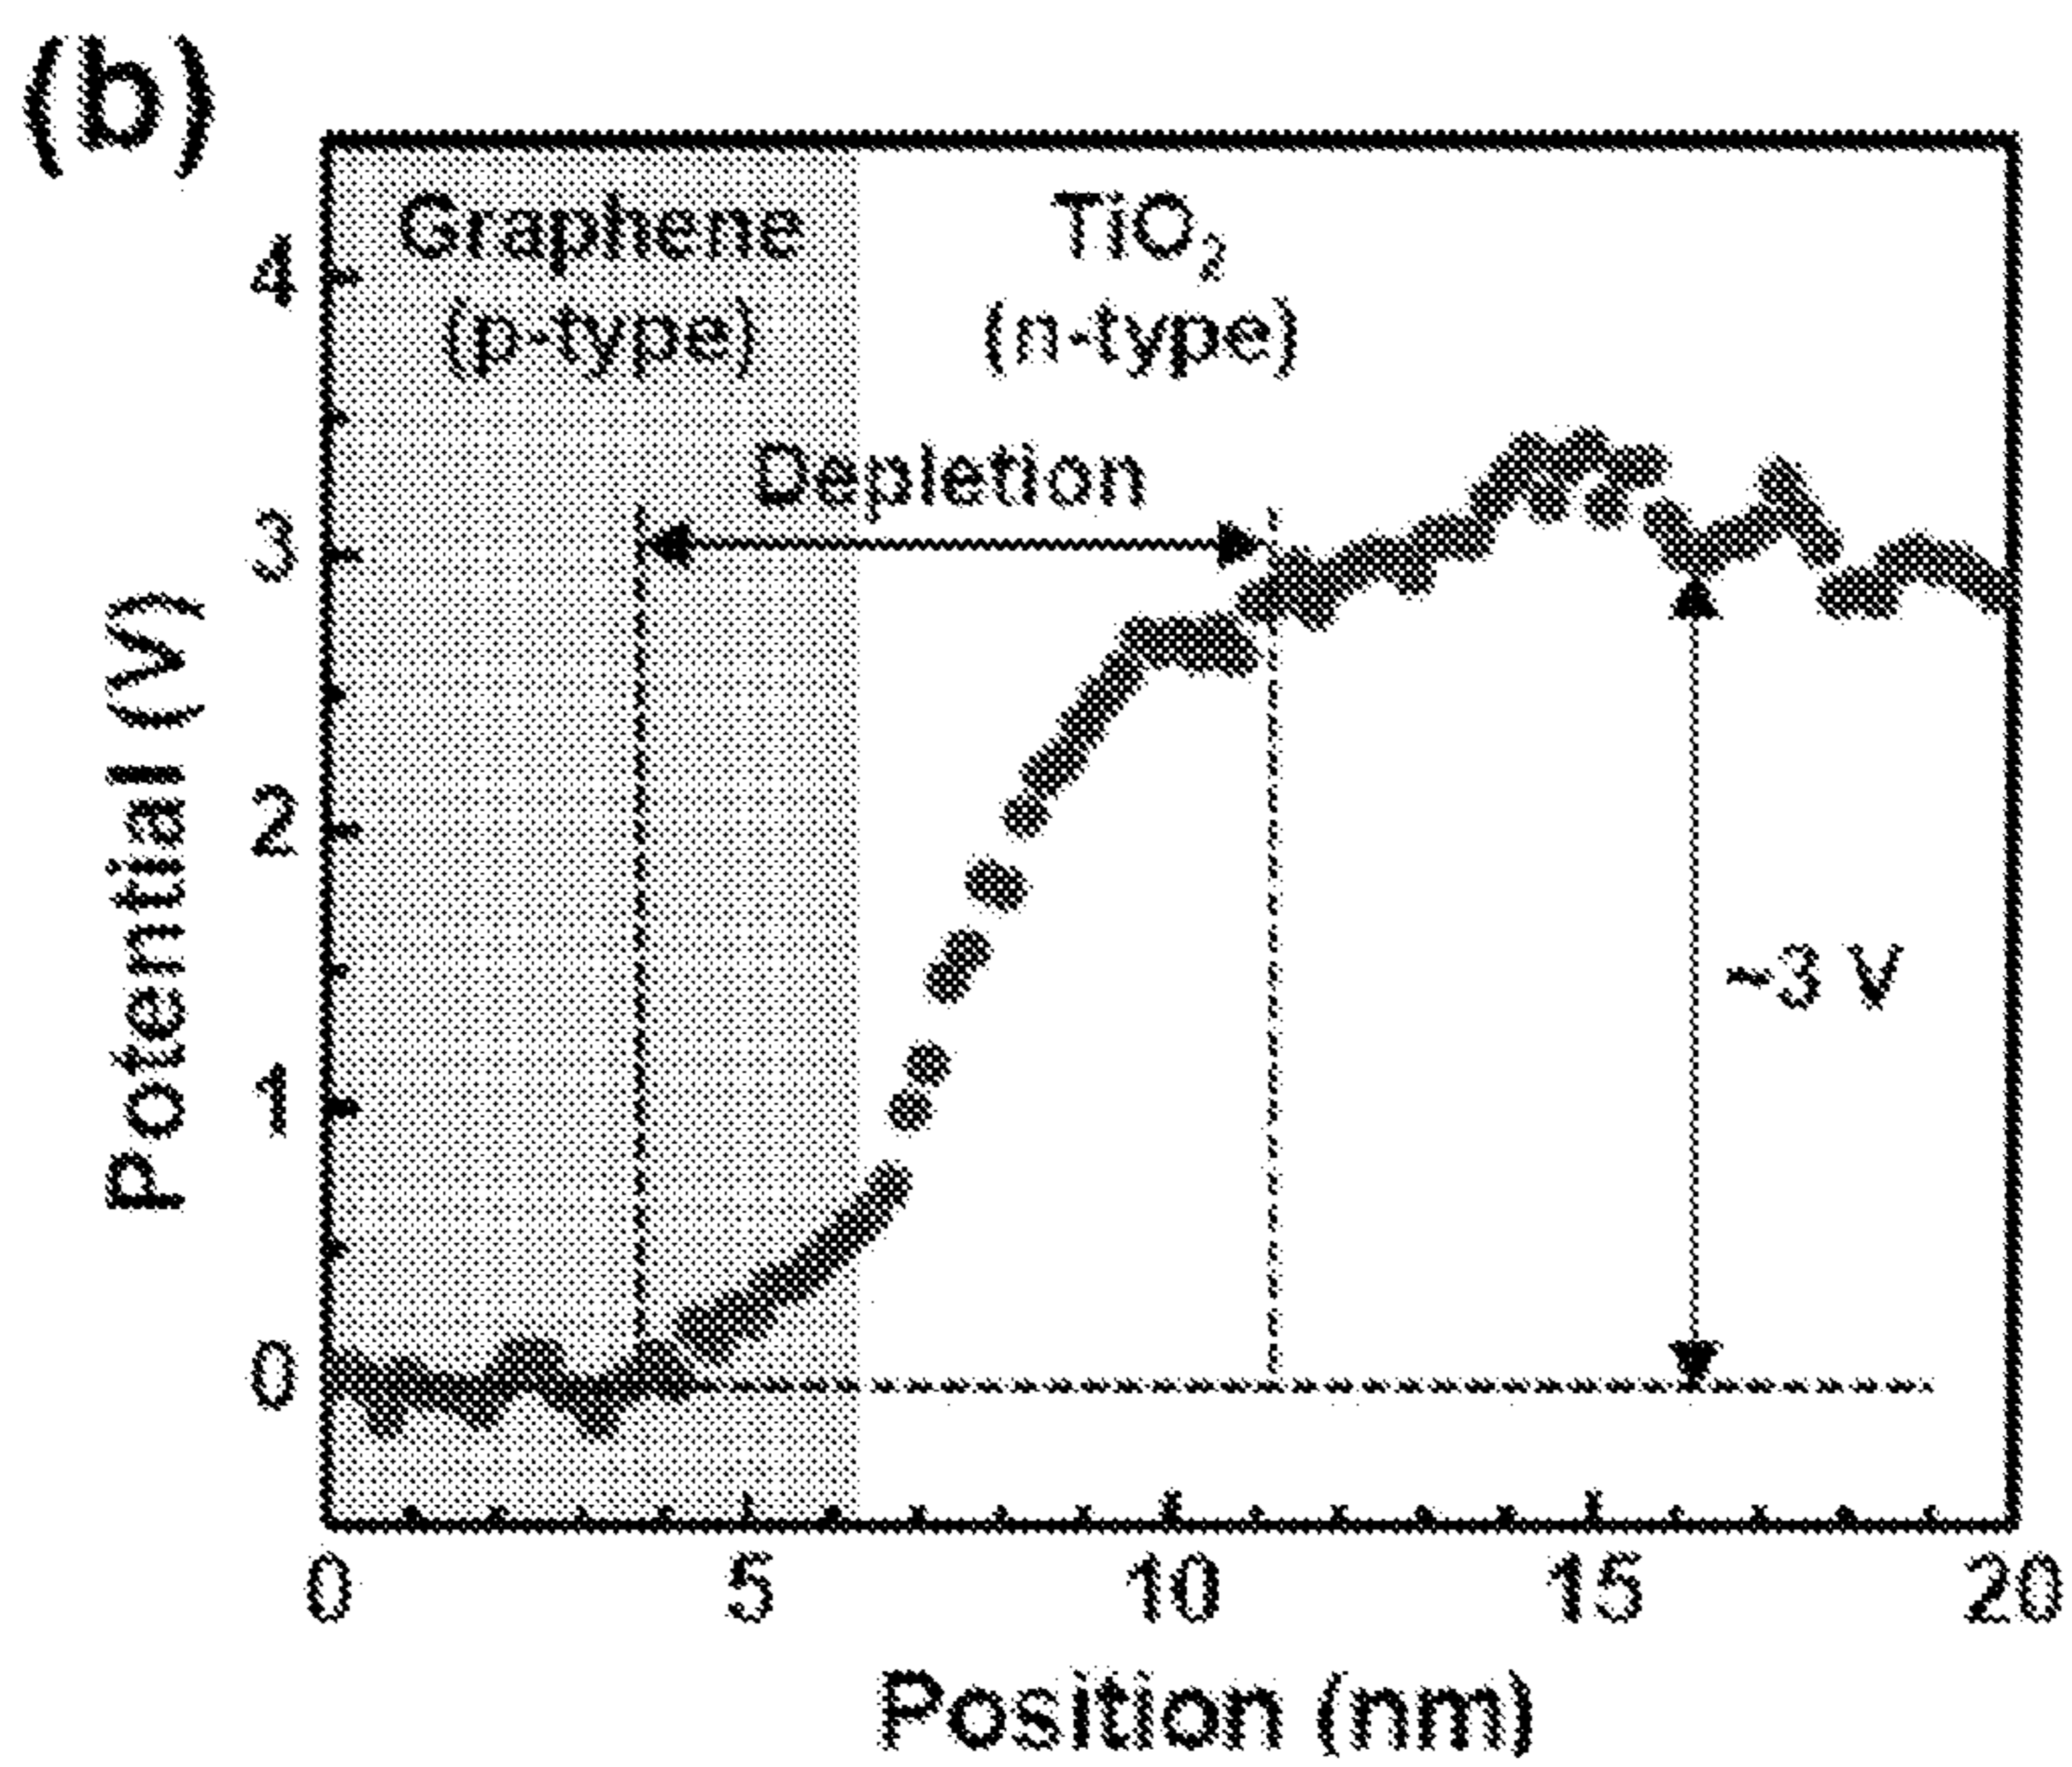 (b)
Graphene
(p-type)
TiO₂
(n-type)
Depletion
~3 V
Potential (V)
4
3
2
1
0
0 5 10 15 20
Position (nm)